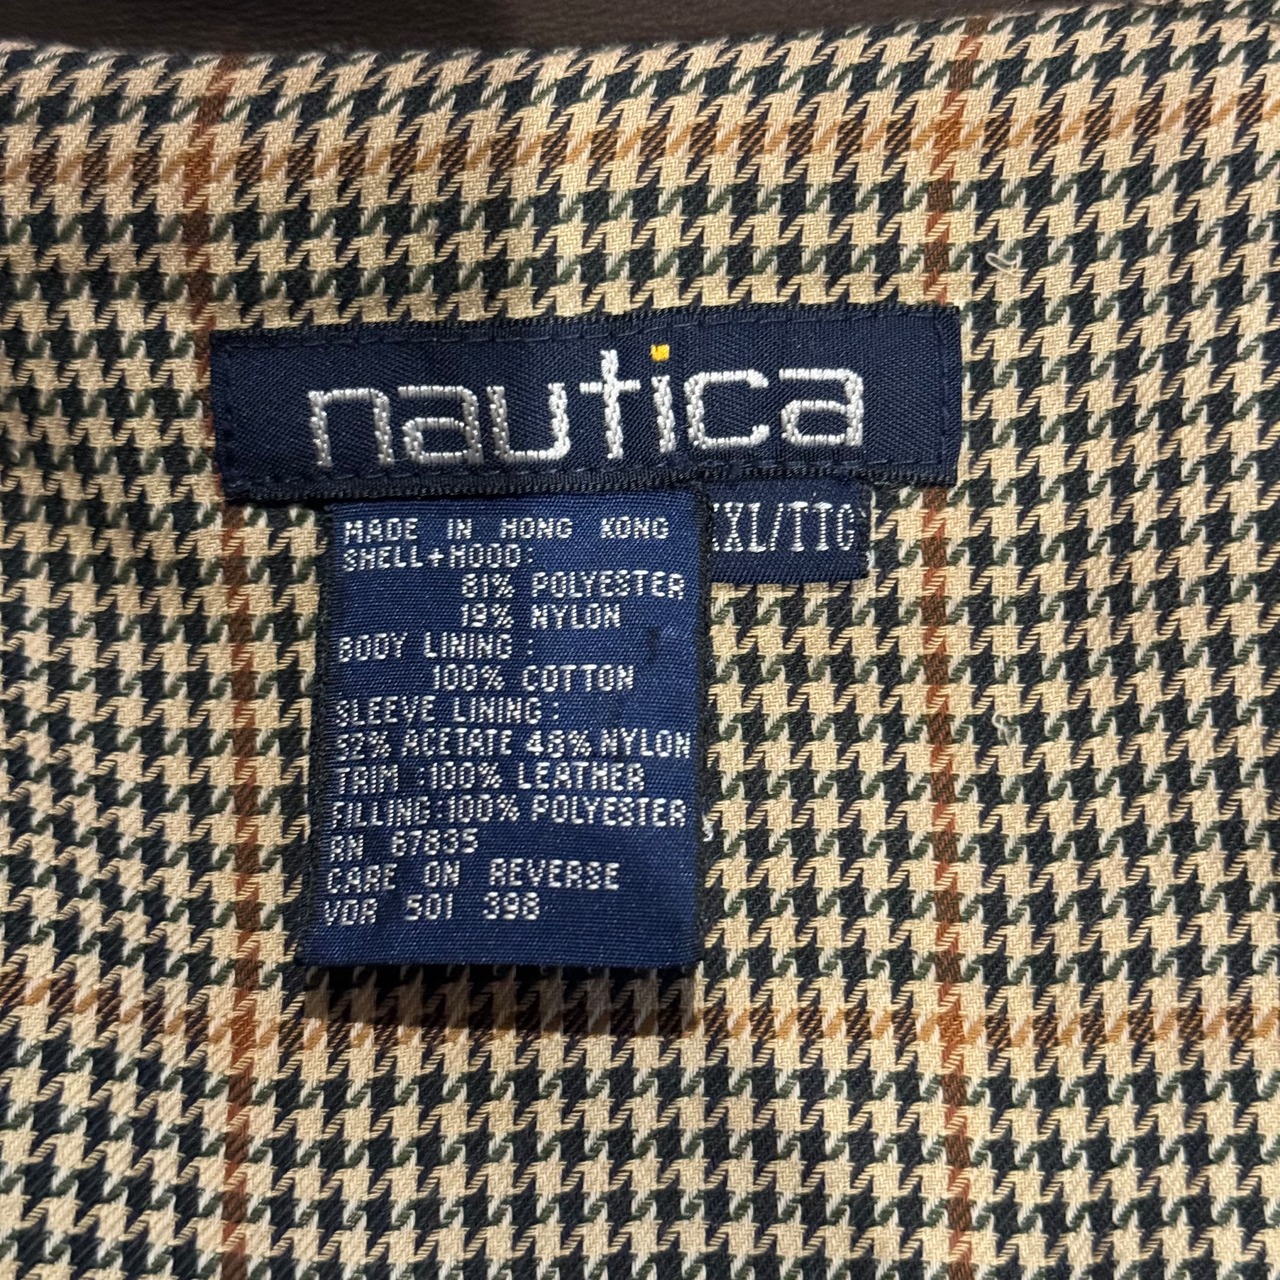 nautica
XXL/TTG
MADE IN HONG KONG
SHELL+HOOD:
81% POLYESTER
19% NYLON
BODY LINING:
100% COTTON
SLEEVE LINING:
52% ACETATE 48% NYLON
TRIM :100% LEATHER
FILLING:100% POLYESTER
RN 67835
CARE ON REVERSE
VDR 501 398